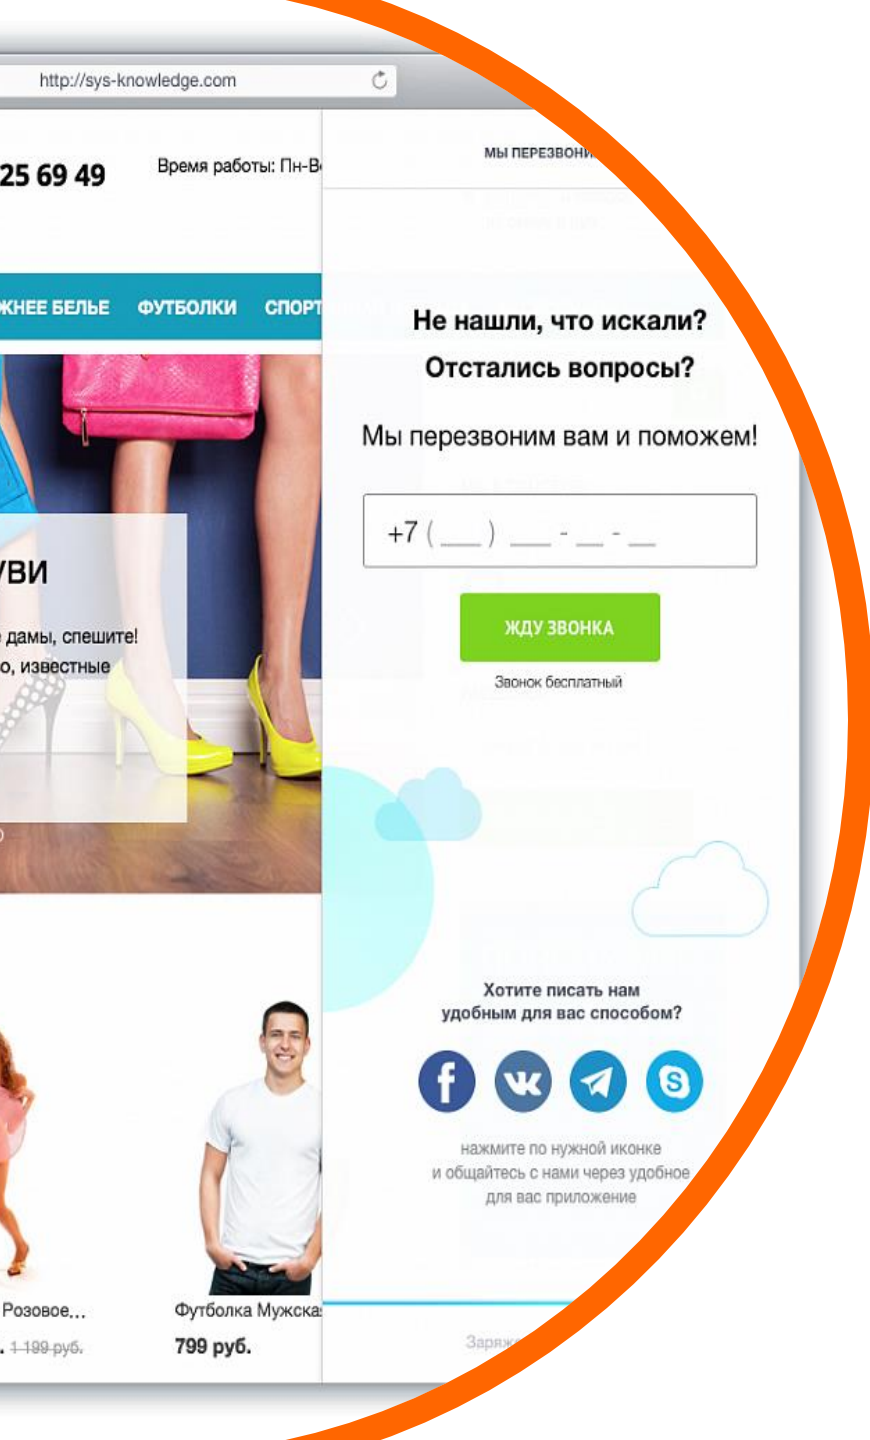 http://sys-knowledge.com
25 69 49
Время работы: Пн-В
МЫ ПЕРЕЗВОНИ
ЖНЕЕ БЕЛЬЕ ФУТБОЛКИ СПОРТ
Не нашли, что искали?
Отстались вопросы?
Мы перезвоним вам и поможем!
+7 ( ___ ) ___ - __ - __
ЖДУ ЗВОНКА
Звонок бесплатный
УВИ
е дамы, спешите!
о, известные
Хотите писать нам
удобным для вас способом?
f
S
нажмите по нужной иконке
и общайтесь с нами через удобное
для вас приложение
Розовое...
. 1 199 руб.
Футболка Мужская
799 руб.
Заряже